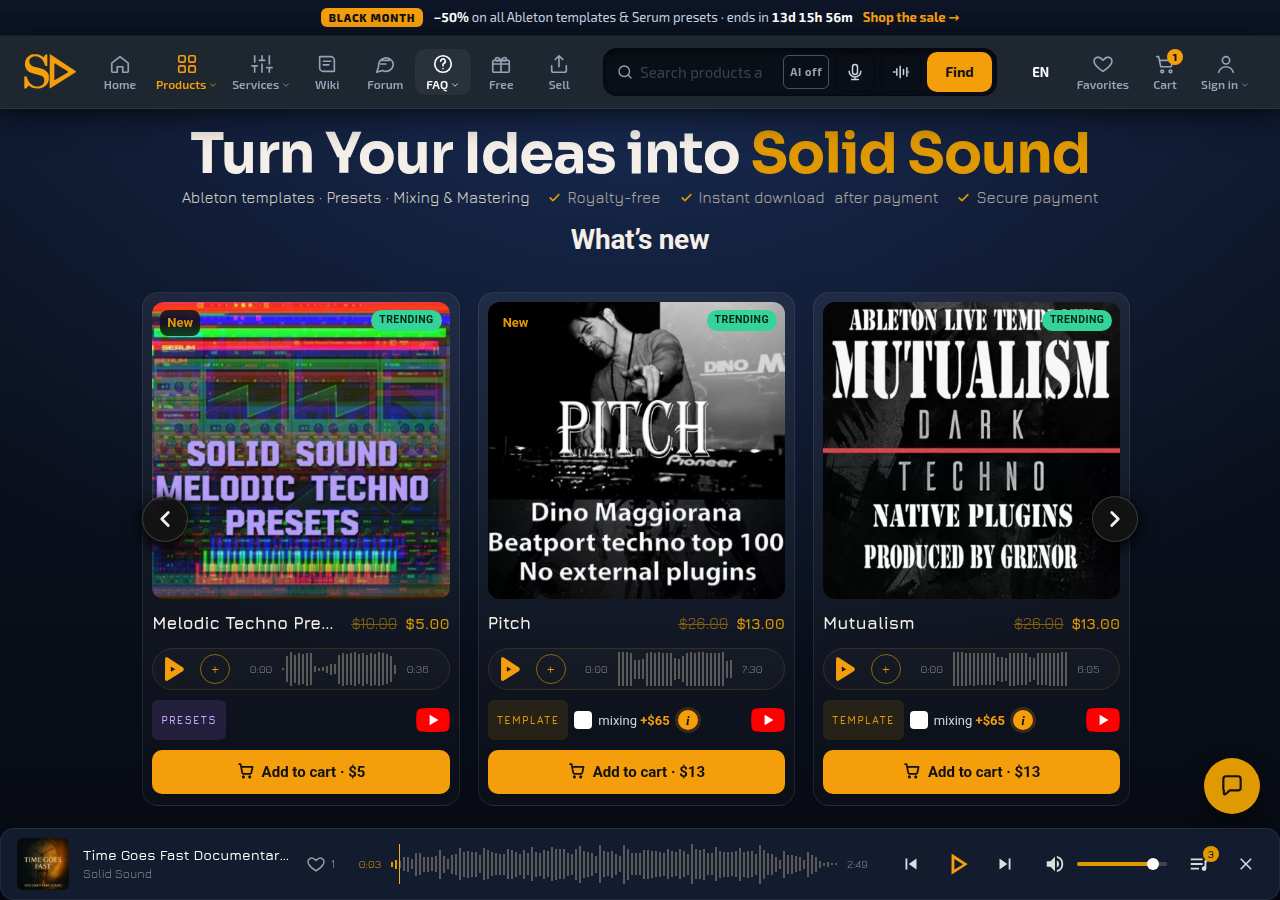 BLACK MONTH −50% on all Ableton templates & Serum presets · ends in 13d 15h 56m Shop the sale →
SD
Home
Products
Services
Wiki
Forum
FAQ
Free
Sell
Search products a
AI off
Find
EN
Favorites
1
Cart
Sign in
Turn Your Ideas into Solid Sound
Ableton templates · Presets · Mixing & Mastering Royalty-free Instant download after payment Secure payment
What's new
New
TRENDING
SERUM
SOLID SOUND
MELODIC TECHNO
PRESETS
Melodic Techno Pre... $10.00 $5.00
+ 0:00 0:36
PRESETS
Add to cart · $5
New
TRENDING
DINO M
PITCH
Pioneer
Dino Maggiorana
Beatport techno top 100
No external plugins
Pitch $26.00 $13.00
+ 0:00 7:30
TEMPLATE mixing +$65 i
Add to cart · $13
TRENDING
ABLETON LIVE TEMP
MUTUALISM
DARK
TECHNO
NATIVE PLUGINS
PRODUCED BY GRENOR
Mutualism $26.00 $13.00
+ 0:00 6:05
TEMPLATE mixing +$65 i
Add to cart · $13
TIME GOES
FAST
Time Goes Fast Documentar...
Solid Sound
1
0:03
2:49
3